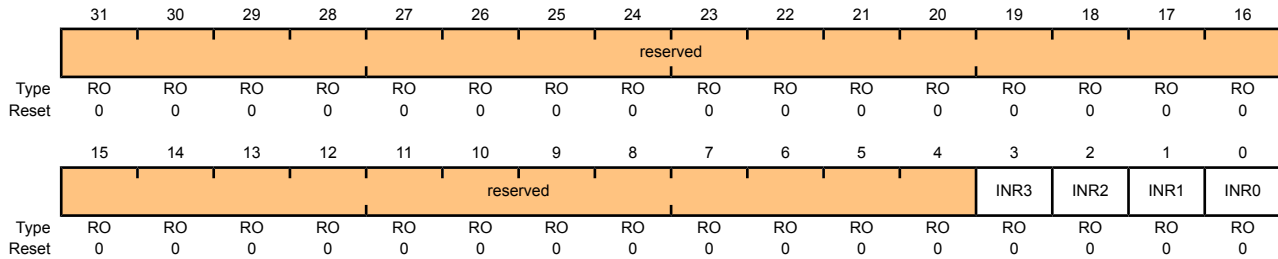 31 30 29 28 27 26 25 24 23 22 21 20 19 18 17 16
reserved
Type RO RO RO RO RO RO RO RO RO RO RO RO RO RO RO RO
Reset 0 0 0 0 0 0 0 0 0 0 0 0 0 0 0 0
15 14 13 12 11 10 9 8 7 6 5 4 3 2 1 0
reserved INR3 INR2 INR1 INR0
Type RO RO RO RO RO RO RO RO RO RO RO RO RO RO RO RO
Reset 0 0 0 0 0 0 0 0 0 0 0 0 0 0 0 0